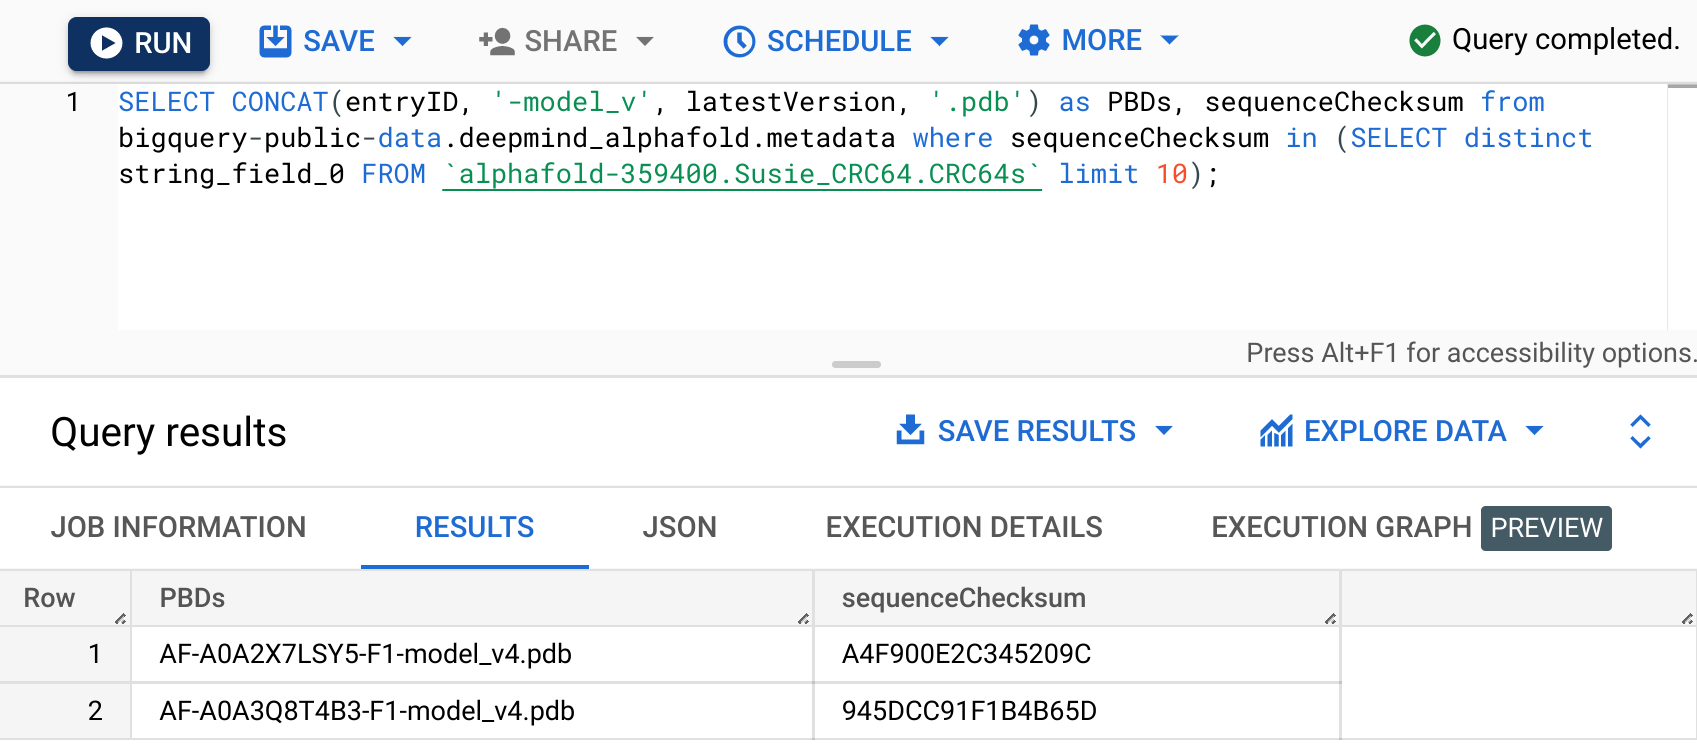 RUN SAVE SHARE SCHEDULE MORE Query completed.
1 SELECT CONCAT(entryID, '-model_v', latestVersion, '.pdb') as PBDs, sequenceChecksum from
bigquery-public-data.deepmind_alphafold.metadata where sequenceChecksum in (SELECT distinct
string_field_0 FROM `alphafold-359400.Susie_CRC64.CRC64s` limit 10);
Press Alt+F1 for accessibility options.
Query results SAVE RESULTS EXPLORE DATA
JOB INFORMATION RESULTS JSON EXECUTION DETAILS EXECUTION GRAPH PREVIEW
Row PBDs sequenceChecksum
1 AF-A0A2X7LSY5-F1-model_v4.pdb A4F900E2C345209C
2 AF-A0A3Q8T4B3-F1-model_v4.pdb 945DCC91F1B4B65D